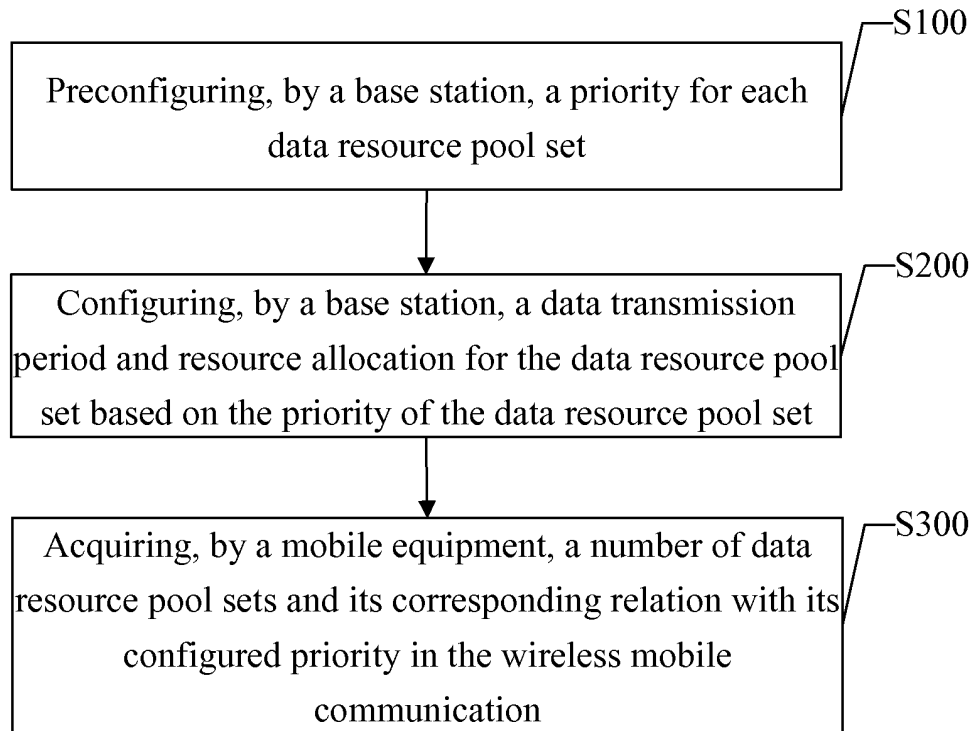 S100
Preconfiguring, by a base station, a priority for each
data resource pool set
S200
Configuring, by a base station, a data transmission
period and resource allocation for the data resource pool
set based on the priority of the data resource pool set
S300
Acquiring, by a mobile equipment, a number of data
resource pool sets and its corresponding relation with its
configured priority in the wireless mobile
communication